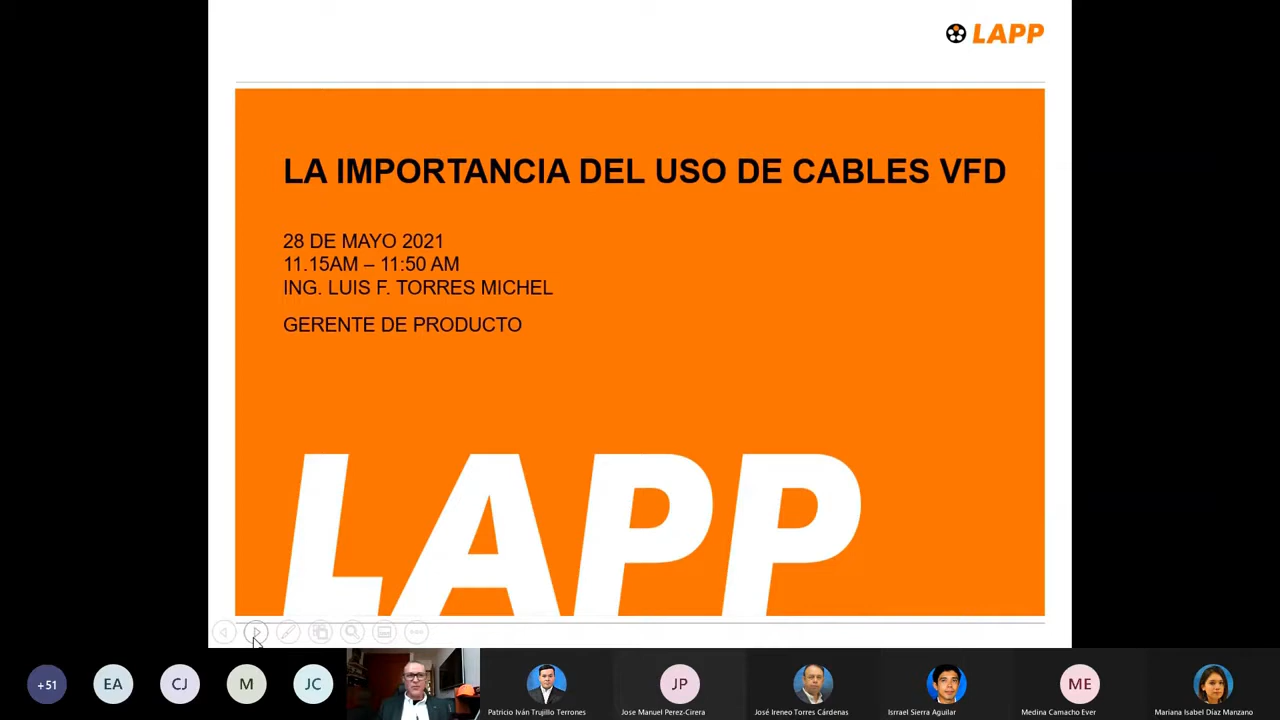 LAPP
LA IMPORTANCIA DEL USO DE CABLES VFD
28 DE MAYO 2021
11.15AM – 11:50 AM
ING. LUIS F. TORRES MICHEL
GERENTE DE PRODUCTO
LAPP
+51
EA
CJ
M
JC
Patricio Iván Trujillo Terrones
JP
Jose Manuel Perez-Cirera
José Ireneo Torres Cárdenas
Isrrael Sierra Aguilar
ME
Medina Camacho Ever
Mariana Isabel Díaz Manzano